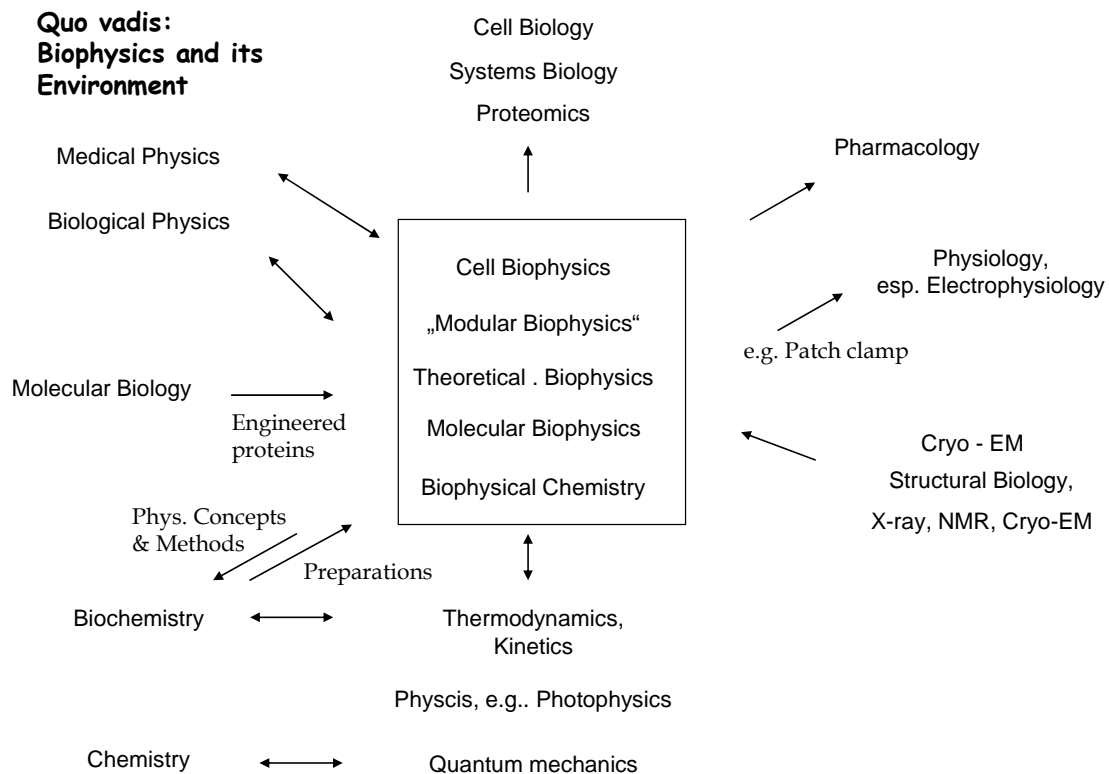 Quo vadis:
Biophysics and its
Environment
Cell Biology
Systems Biology
Proteomics
Medical Physics
Biological Physics
Pharmacology
Physiology,
esp. Electrophysiology
e.g. Patch clamp
Cell Biophysics
„Modular Biophysics“
Theoretical . Biophysics
Molecular Biophysics
Biophysical Chemistry
Molecular Biology
Engineered
proteins
Cryo - EM
Structural Biology,
X-ray, NMR, Cryo-EM
Phys. Concepts
& Methods
Preparations
Biochemistry
Thermodynamics,
Kinetics
Physcis, e.g.. Photophysics
Chemistry
Quantum mechanics